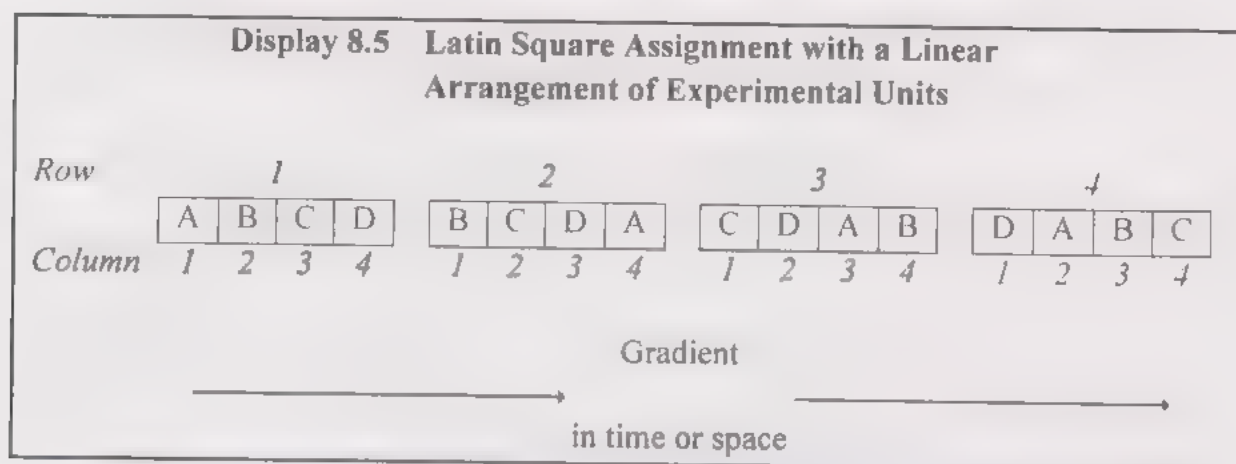 Display 8.5 Latin Square Assignment with a Linear
Arrangement of Experimental Units
Row 1 2 3 4
A B C D B C D A C D A B D A B C
Column 1 2 3 4 1 2 3 4 1 2 3 4 1 2 3 4
Gradient
in time or space